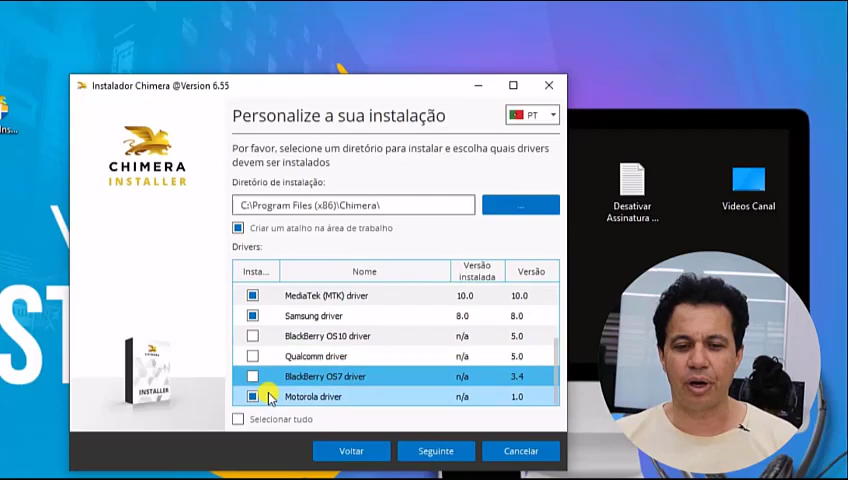 Instalador Chimera @Version 6.55
Personalize a sua instalação
PT
Por favor, selecione um diretório para instalar e escolha quais drivers
devem ser instalados
CHIMERA
INSTALLER
Diretório de instalação:
C:\Program Files (x86)\Chimera\
...
Criar um atalho na área de trabalho
Drivers:
Insta... Nome Versão instalada Versão
MediaTek (MTK) driver 10.0 10.0
Samsung driver 8.0 8.0
BlackBerry OS10 driver n/a 5.0
Qualcomm driver n/a 5.0
BlackBerry OS7 driver n/a 3.4
Motorola driver n/a 1.0
Selecionar tudo
Voltar Seguinte Cancelar
CHIMERA
INSTALLER
Ins...
Desativar
Assinatura ...
Videos Canal
ST